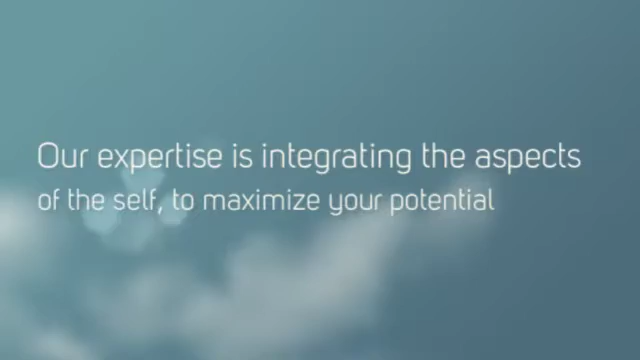 Our expertise is integrating the aspects
of the self, to maximize your potential